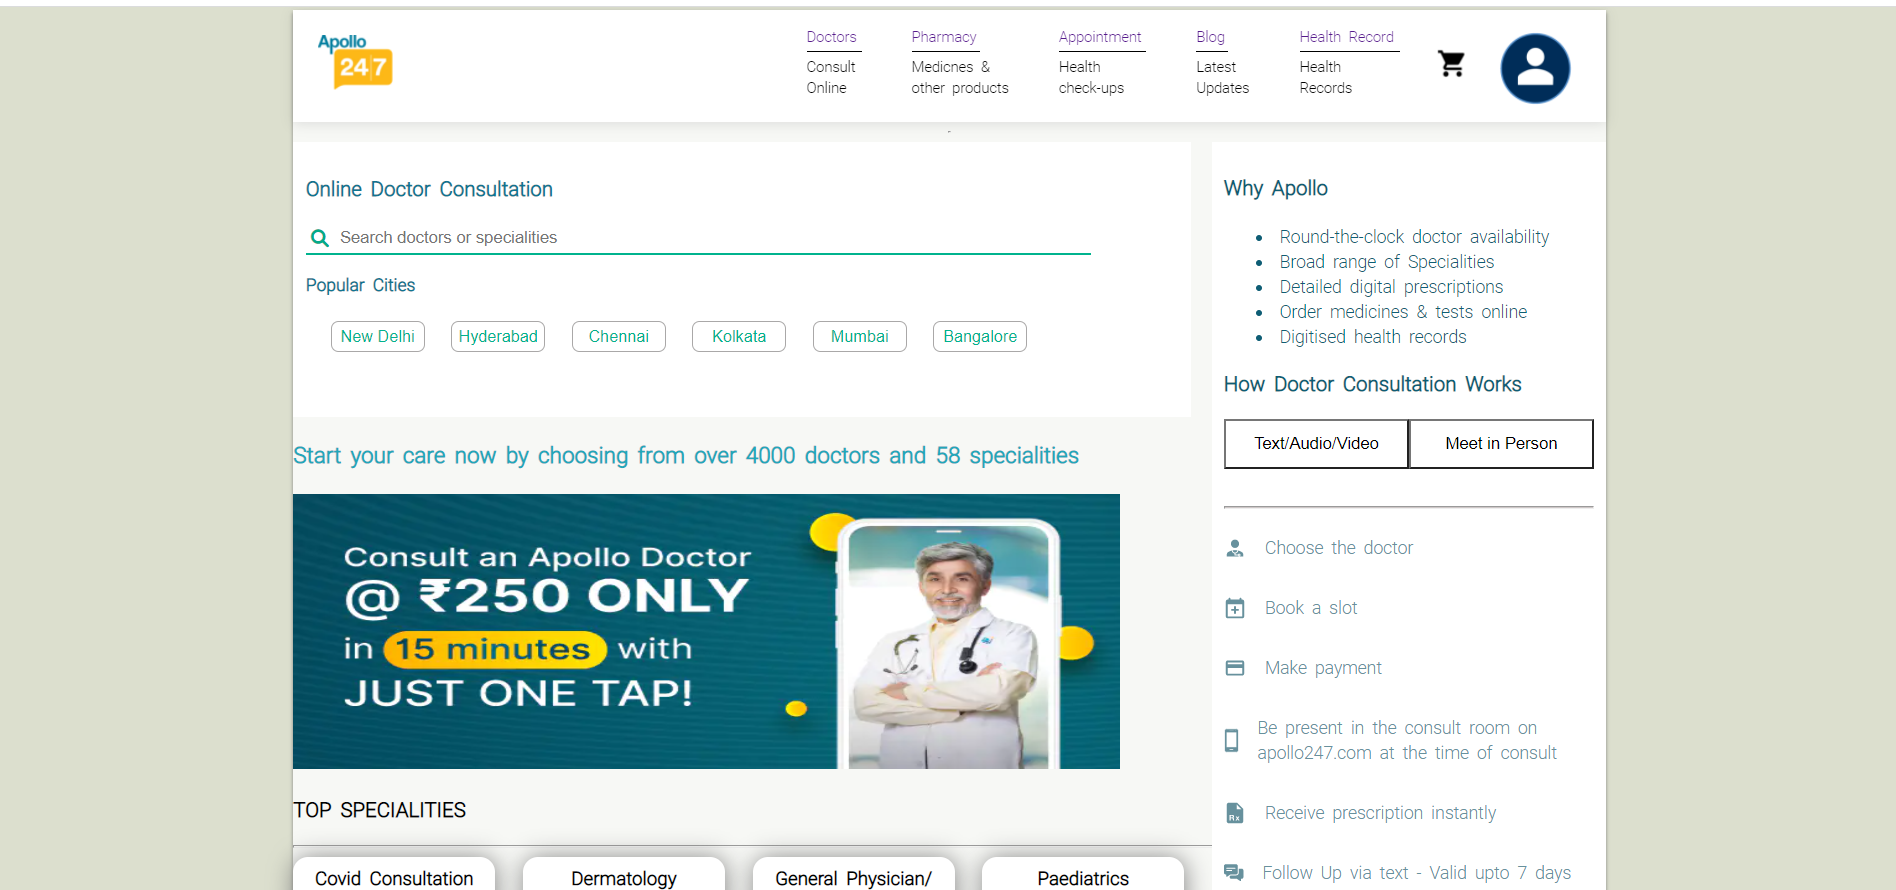 Apollo
24|7
Doctors
Consult
Online
Pharmacy
Medicnes &
other products
Appointment
Health
check-ups
Blog
Latest
Updates
Health Record
Health
Records
Online Doctor Consultation
Search doctors or specialities
Popular Cities
New Delhi
Hyderabad
Chennai
Kolkata
Mumbai
Bangalore
Start your care now by choosing from over 4000 doctors and 58 specialities
Consult an Apollo Doctor
@ ₹250 ONLY
in 15 minutes with
JUST ONE TAP!
TOP SPECIALITIES
Covid Consultation
Dermatology
General Physician/
Paediatrics
Why Apollo
Round-the-clock doctor availability
Broad range of Specialities
Detailed digital prescriptions
Order medicines & tests online
Digitised health records
How Doctor Consultation Works
Text/Audio/Video
Meet in Person
Choose the doctor
Book a slot
Make payment
Be present in the consult room on
apollo247.com at the time of consult
Rx
Receive prescription instantly
Follow Up via text - Valid upto 7 days